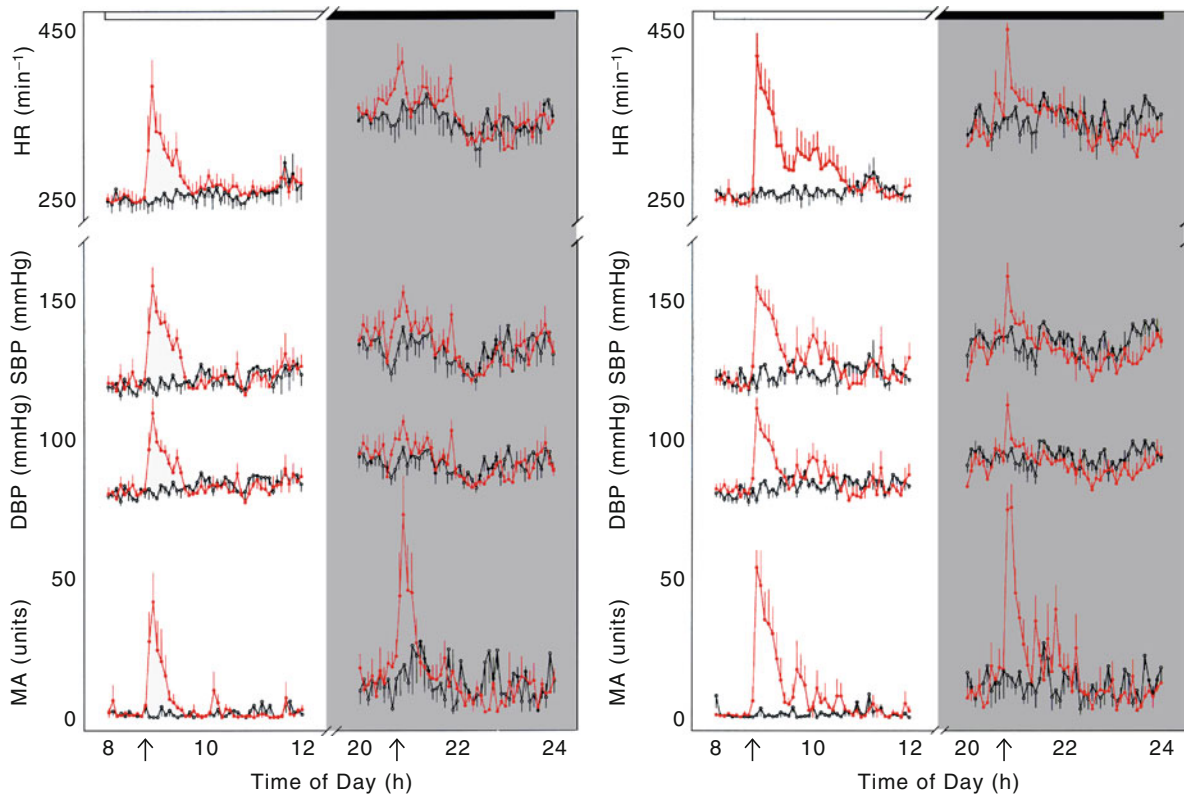 450
HR (min⁻¹)
250
150
SBP (mmHg)
100
DBP (mmHg)
50
MA (units)
0
8 10 12 20 22 24
Time of Day (h)
450
HR (min⁻¹)
250
150
SBP (mmHg)
100
DBP (mmHg)
50
MA (units)
0
8 10 12 20 22 24
Time of Day (h)